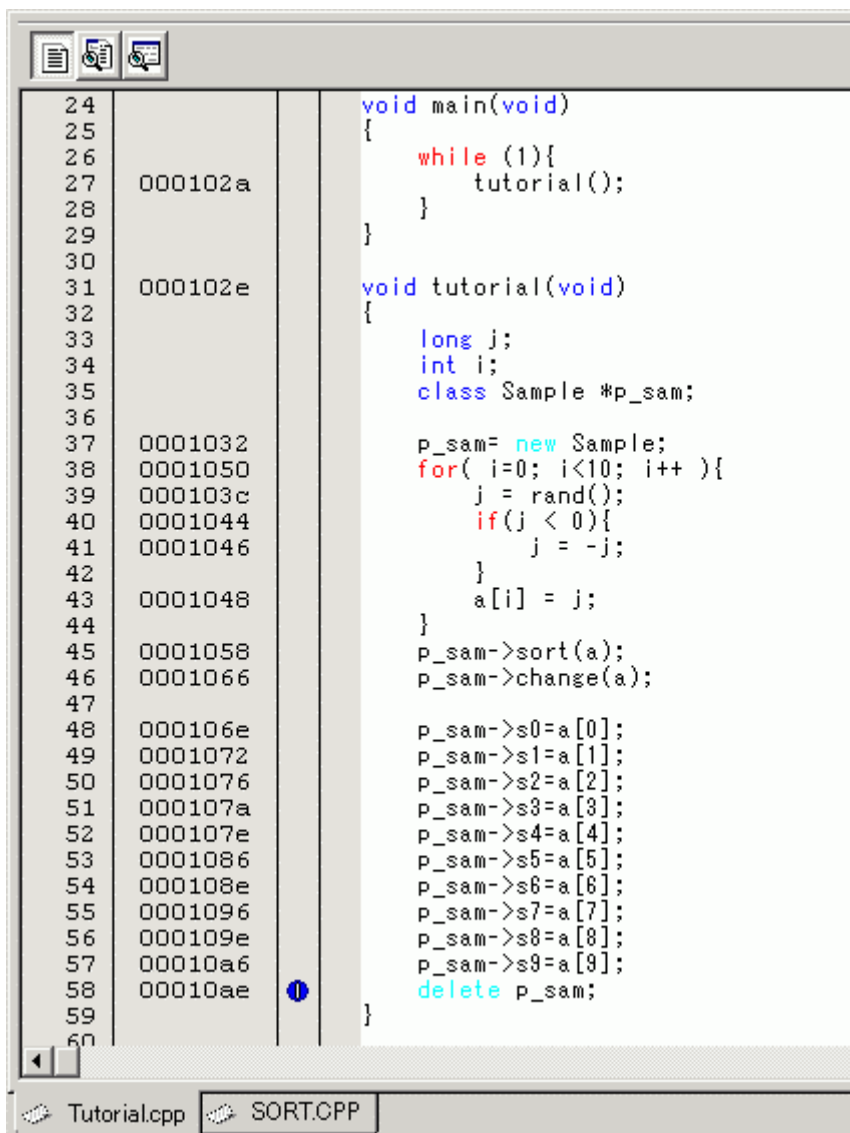 24 void main(void)
25 {
26 while (1){
27 000102a tutorial();
28 }
29 }
30
31 000102e void tutorial(void)
32 {
33 long j;
34 int i;
35 class Sample *p_sam;
36
37 0001032 p_sam= new Sample;
38 0001050 for( i=0; i<10; i++ ){
39 000103c j = rand();
40 0001044 if(j < 0){
41 0001046 j = -j;
42 }
43 0001048 a[i] = j;
44 }
45 0001058 p_sam->sort(a);
46 0001066 p_sam->change(a);
47
48 000106e p_sam->s0=a[0];
49 0001072 p_sam->s1=a[1];
50 0001076 p_sam->s2=a[2];
51 000107a p_sam->s3=a[3];
52 000107e p_sam->s4=a[4];
53 0001086 p_sam->s5=a[5];
54 000108e p_sam->s6=a[6];
55 0001096 p_sam->s7=a[7];
56 000109e p_sam->s8=a[8];
57 00010a6 p_sam->s9=a[9];
58 00010ae delete p_sam;
59 }
60
Tutorial.cpp SORT.CPP